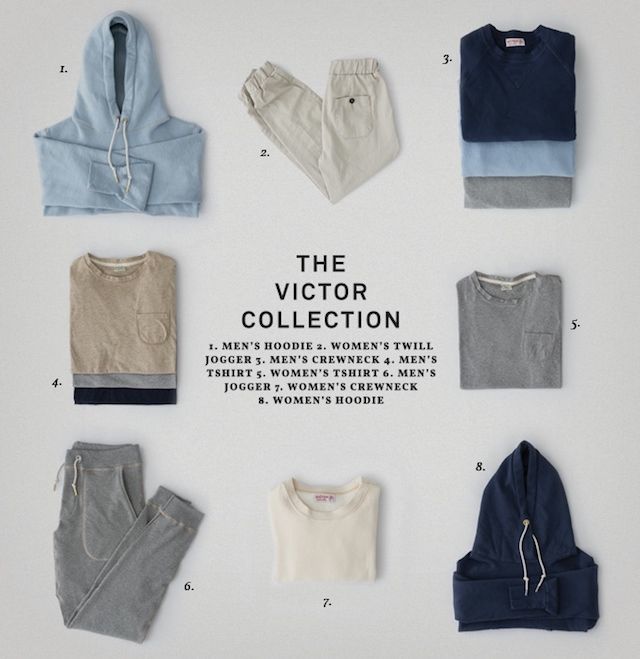 1.
2.
3.
THE
VICTOR
COLLECTION
1. MEN'S HOODIE 2. WOMEN'S TWILL
JOGGER 3. MEN'S CREWNECK 4. MEN'S
TSHIRT 5. WOMEN'S TSHIRT 6. MEN'S
JOGGER 7. WOMEN'S CREWNECK
8. WOMEN'S HOODIE
4.
5.
6.
7.
8.